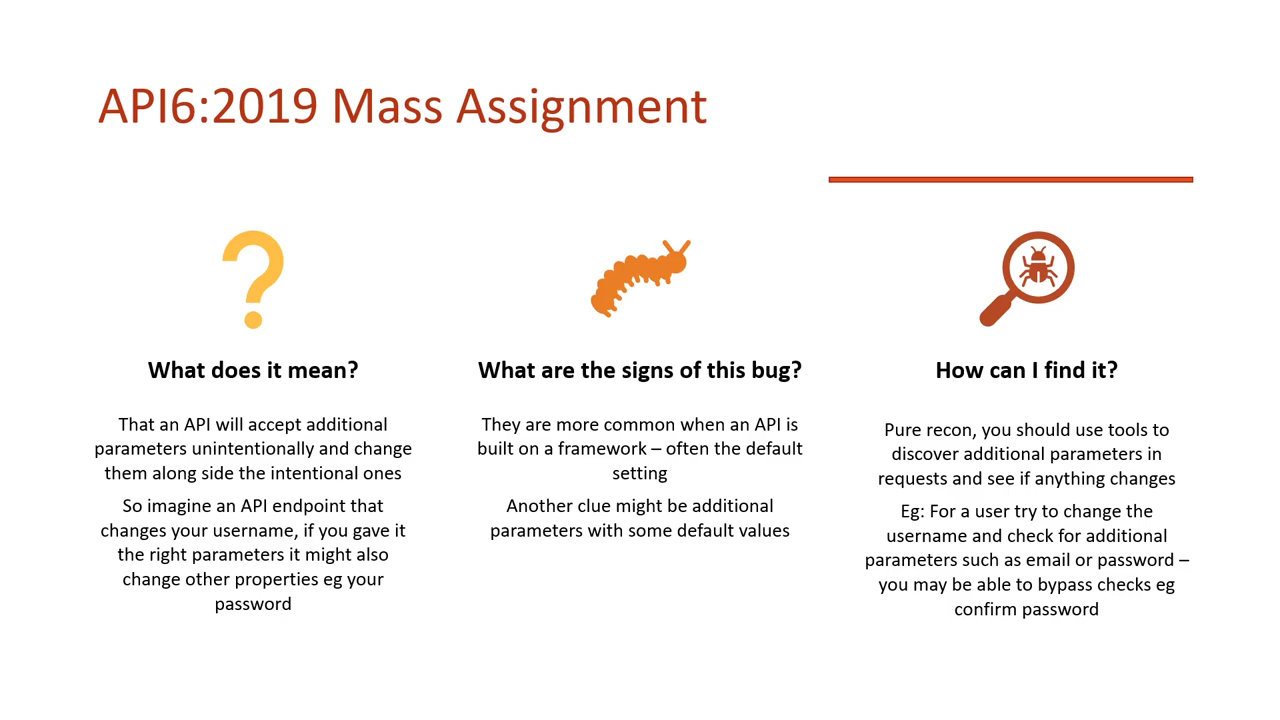 API6:2019 Mass Assignment
What does it mean?
That an API will accept additional
parameters unintentionally and change
them along side the intentional ones
So imagine an API endpoint that
changes your username, if you gave it
the right parameters it might also
change other properties eg your
password
What are the signs of this bug?
They are more common when an API is
built on a framework – often the default
setting
Another clue might be additional
parameters with some default values
How can I find it?
Pure recon, you should use tools to
discover additional parameters in
requests and see if anything changes
Eg: For a user try to change the
username and check for additional
parameters such as email or password –
you may be able to bypass checks eg
confirm password